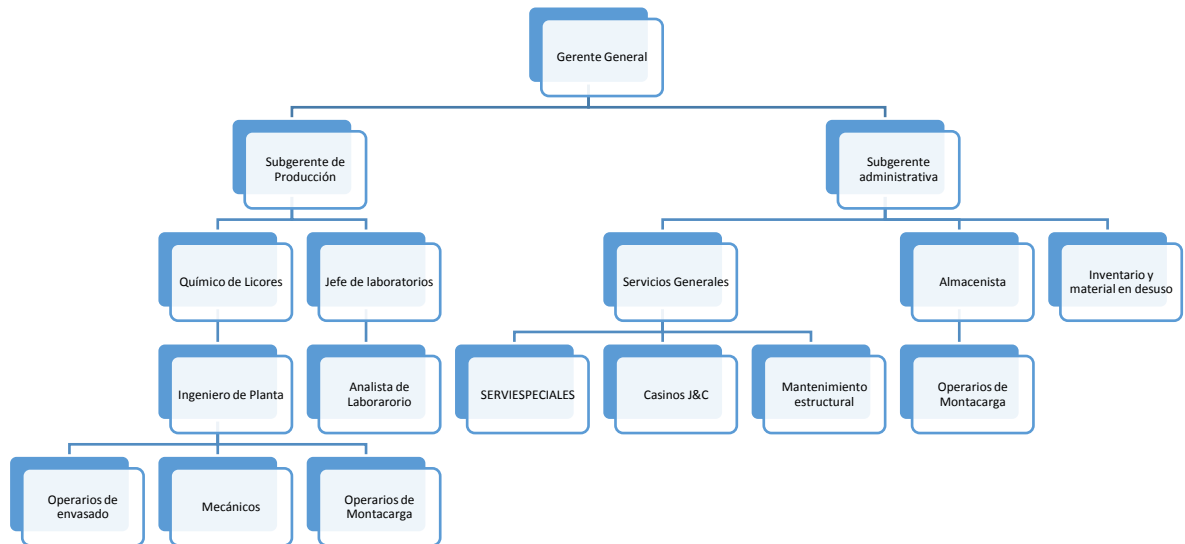 Gerente General
Subgerente de
Producción
Subgerente
administrativa
Químico de Licores
Jefe de laboratorios
Servicios Generales
Almacenista
Inventario y
material en desuso
Ingeniero de Planta
Analista de
Laborarorio
SERVIESPECIALES
Casinos J&C
Mantenimiento
estructural
Operarios de
Montacarga
Operarios de
envasado
Mecánicos
Operarios de
Montacarga